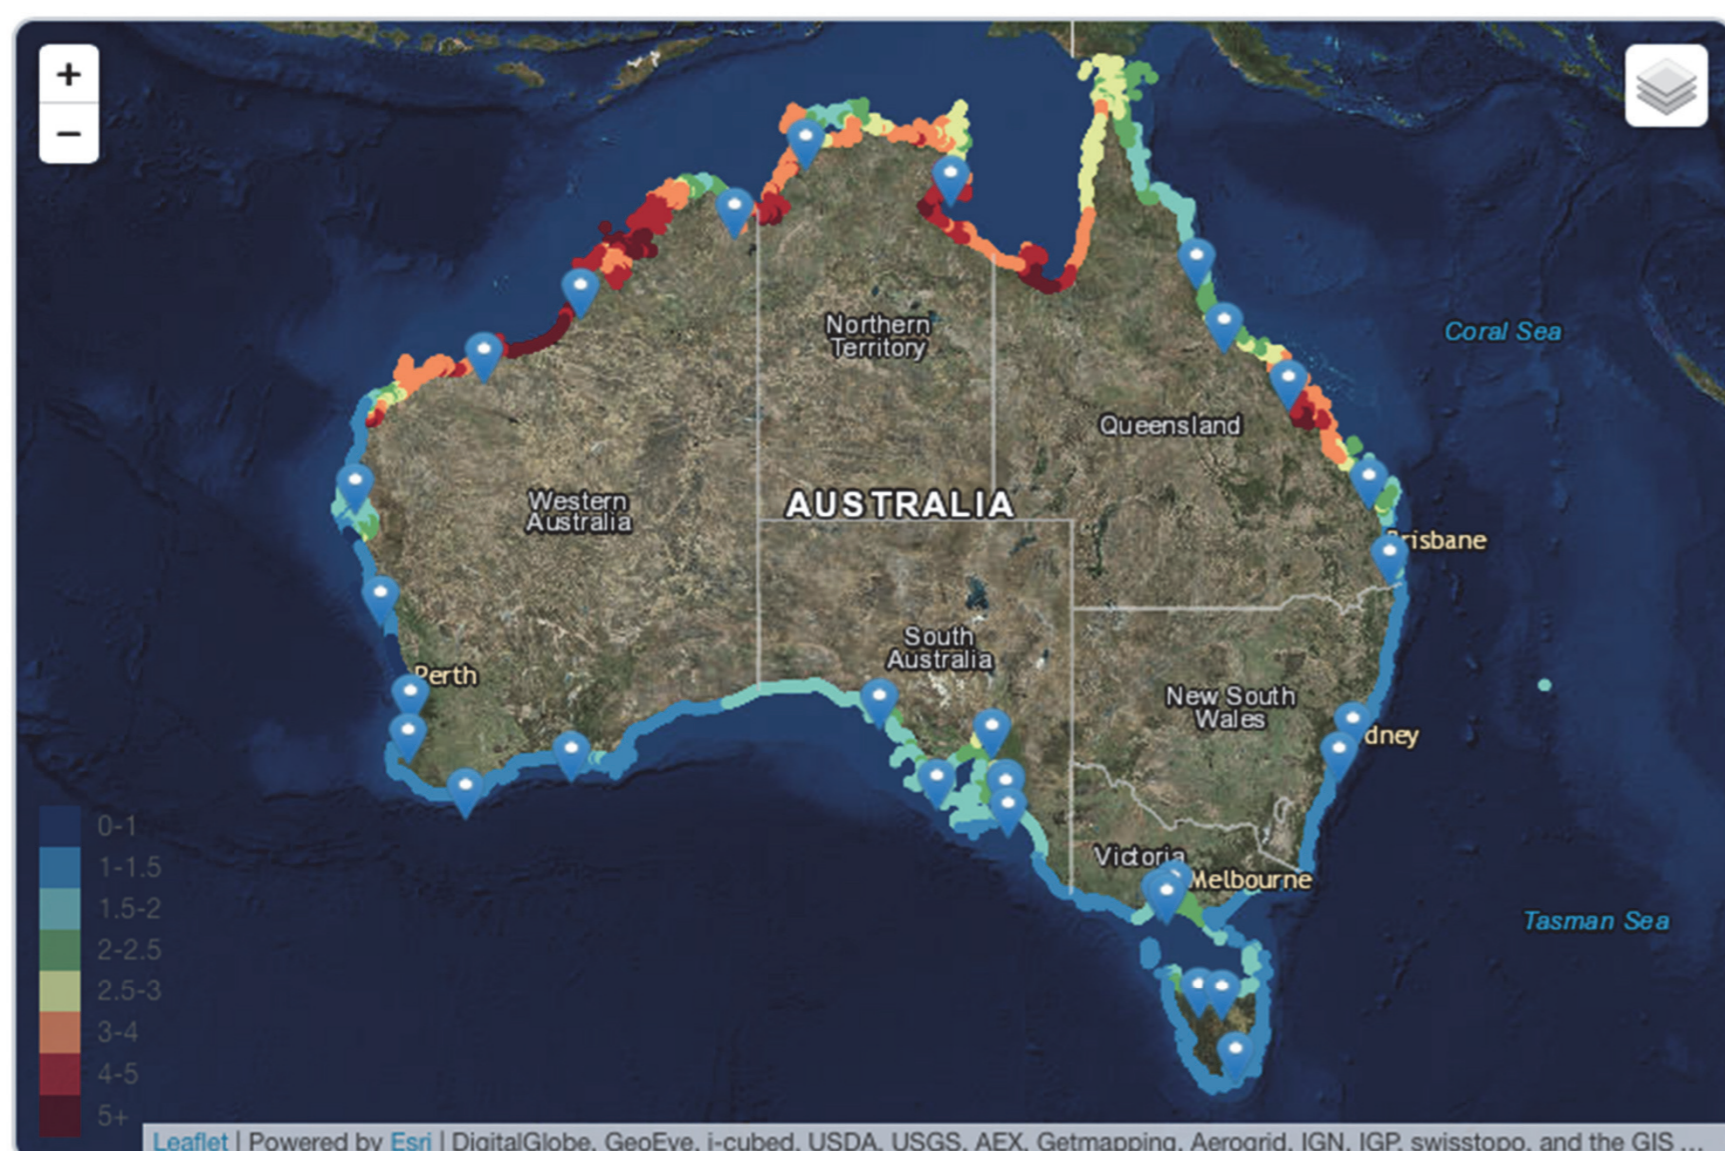 +
−
Northern
Territory
Coral Sea
Queensland
Western
Australia
AUSTRALIA
Brisbane
South
Australia
Perth
New South
Wales
dney
Victoria
Melbourne
Tasman Sea
0-1
1-1.5
1.5-2
2-2.5
2.5-3
3-4
4-5
5+
Leaflet | Powered by Esri | DigitalGlobe, GeoEye, i-cubed, USDA, USGS, AEX, Getmapping, Aerogrid, IGN, IGP, swisstopo, and the GIS ...